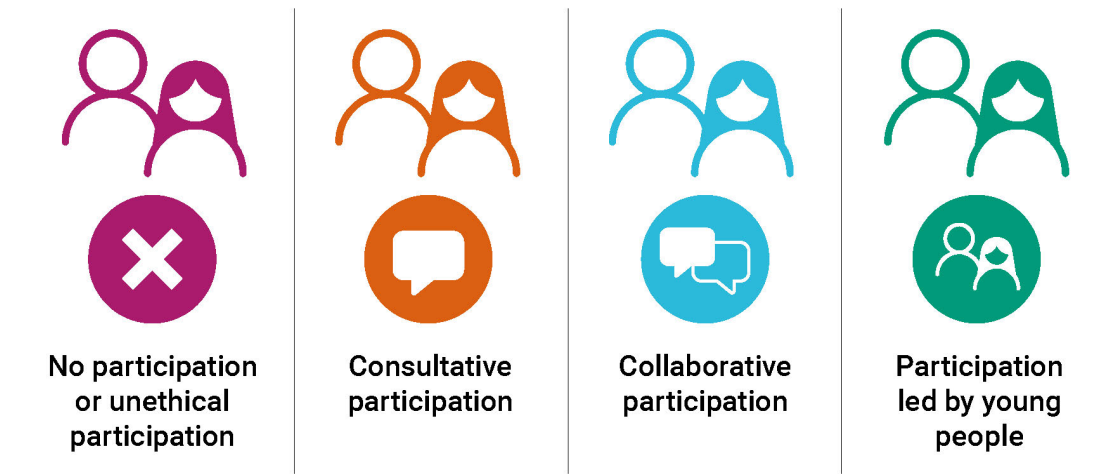 No participation
or unethical
participation
Consultative
participation
Collaborative
participation
Participation
led by young
people